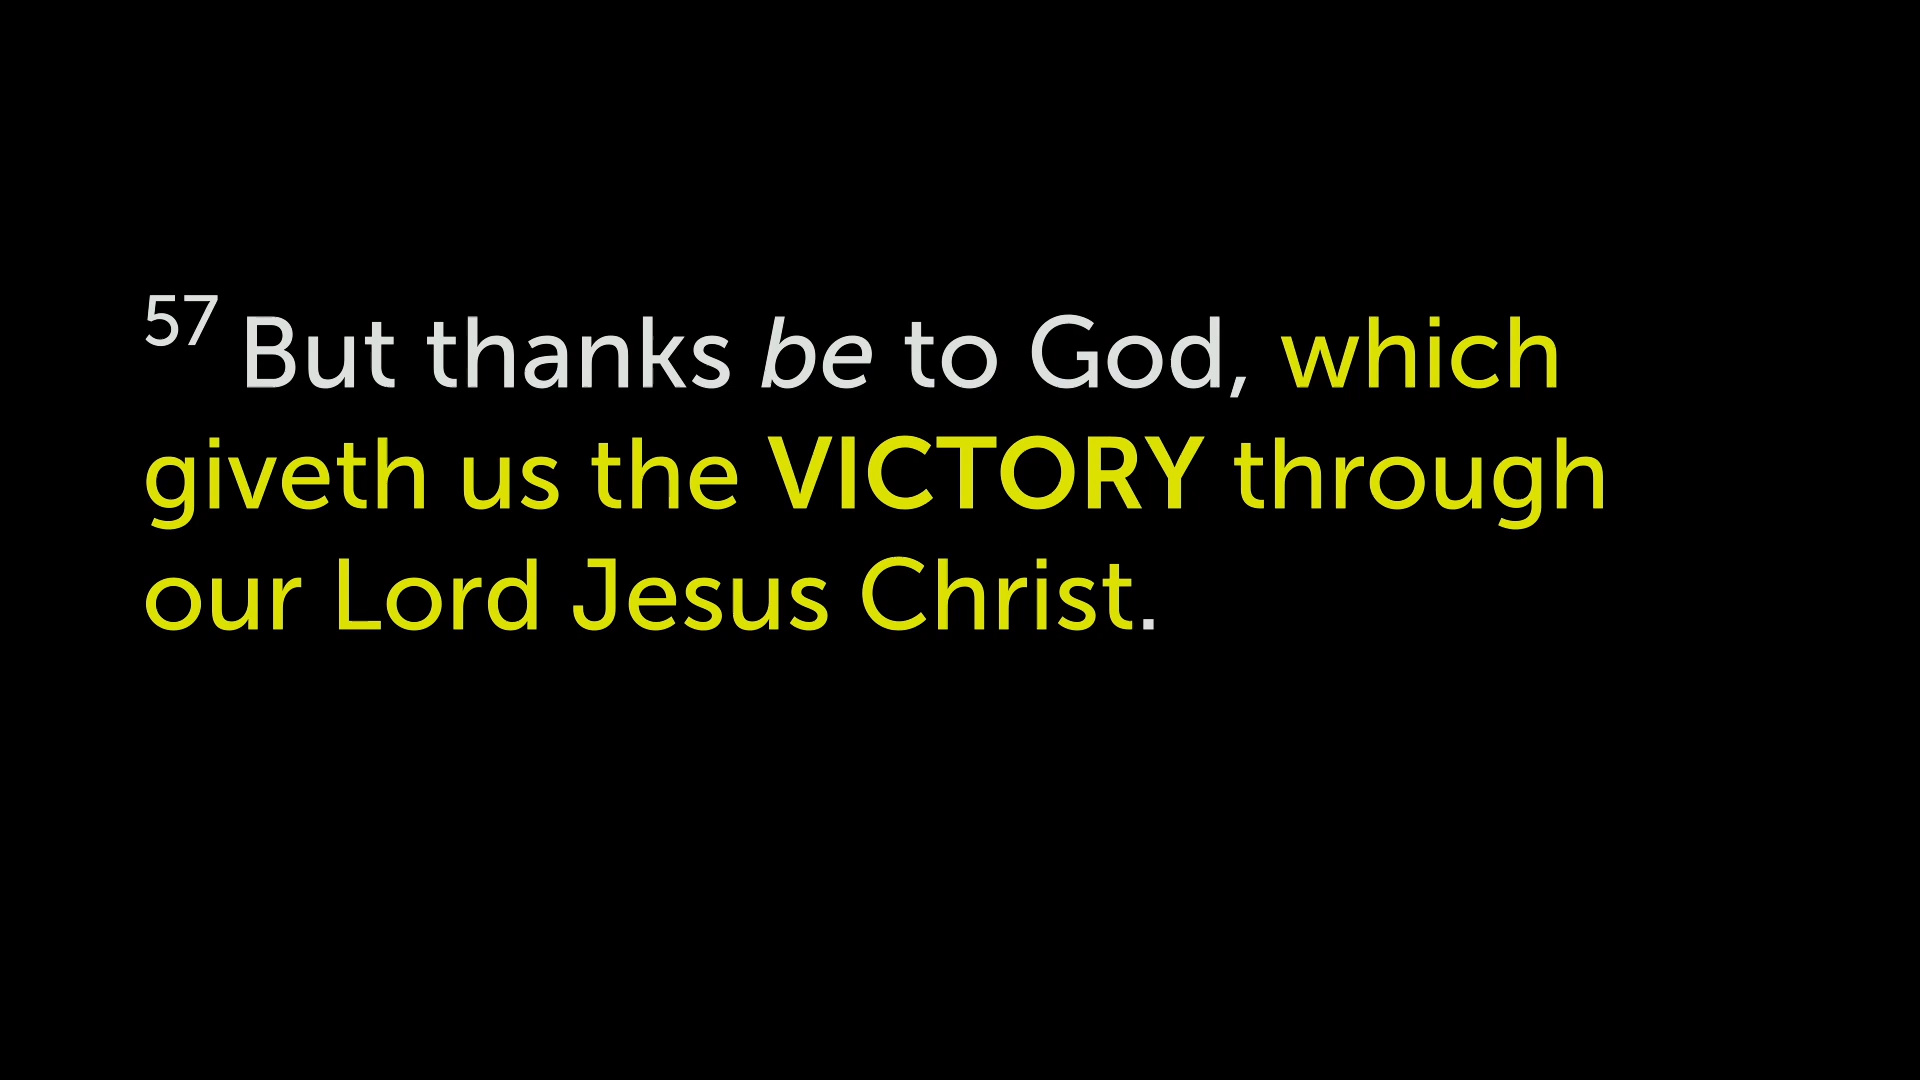 57 But thanks be to God, which
giveth us the VICTORY through
our Lord Jesus Christ.